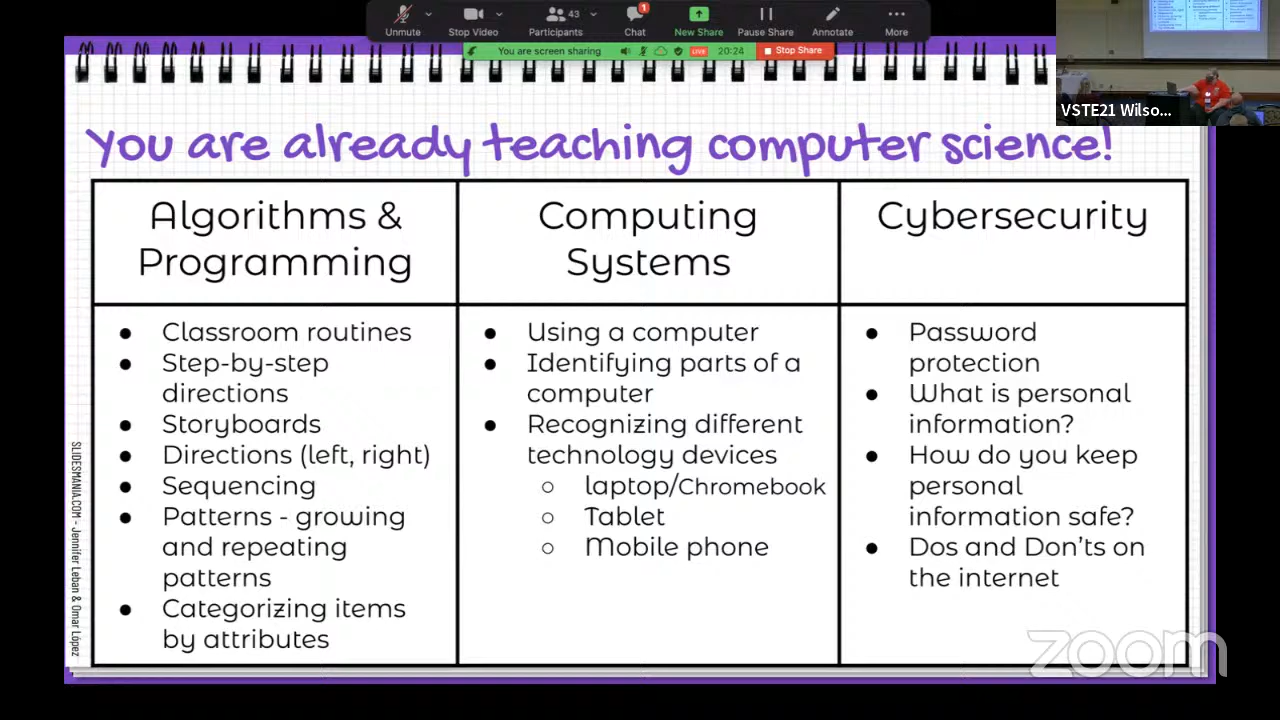 Unmute
Stop Video
43
Participants
1
Chat
New Share
Pause Share
Annotate
More
You are screen sharing
LIVE
20:24
Stop Share
VSTE21 Wilso...
You are already teaching computer science!
Algorithms &
Programming
Classroom routines
Step-by-step
directions
Storyboards
Directions (left, right)
Sequencing
Patterns - growing
and repeating
patterns
Categorizing items
by attributes
Computing
Systems
Using a computer
Identifying parts of a
computer
Recognizing different
technology devices
laptop/Chromebook
Tablet
Mobile phone
Cybersecurity
Password
protection
What is personal
information?
How do you keep
personal
information safe?
Dos and Don'ts on
the internet
SLIDESMANIA.COM - Jennifer Leban & Omar López
zoom